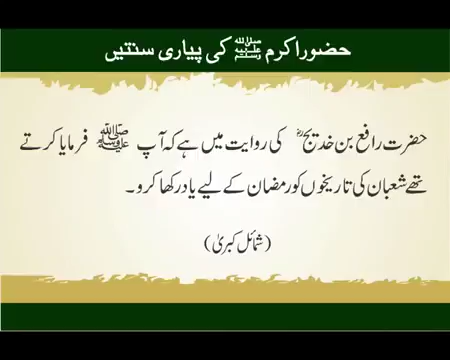 حضور اکرم ﷺ کی پیاری سنتیں
حضرت رافع بن خدیجؓ کی روایت میں ہے کہ آپ ﷺ فرمایا کرتے
تھے شعبان کی تاریخوں کو رمضان کے لیے یاد رکھا کرو۔
(شمائل کبریٰ)